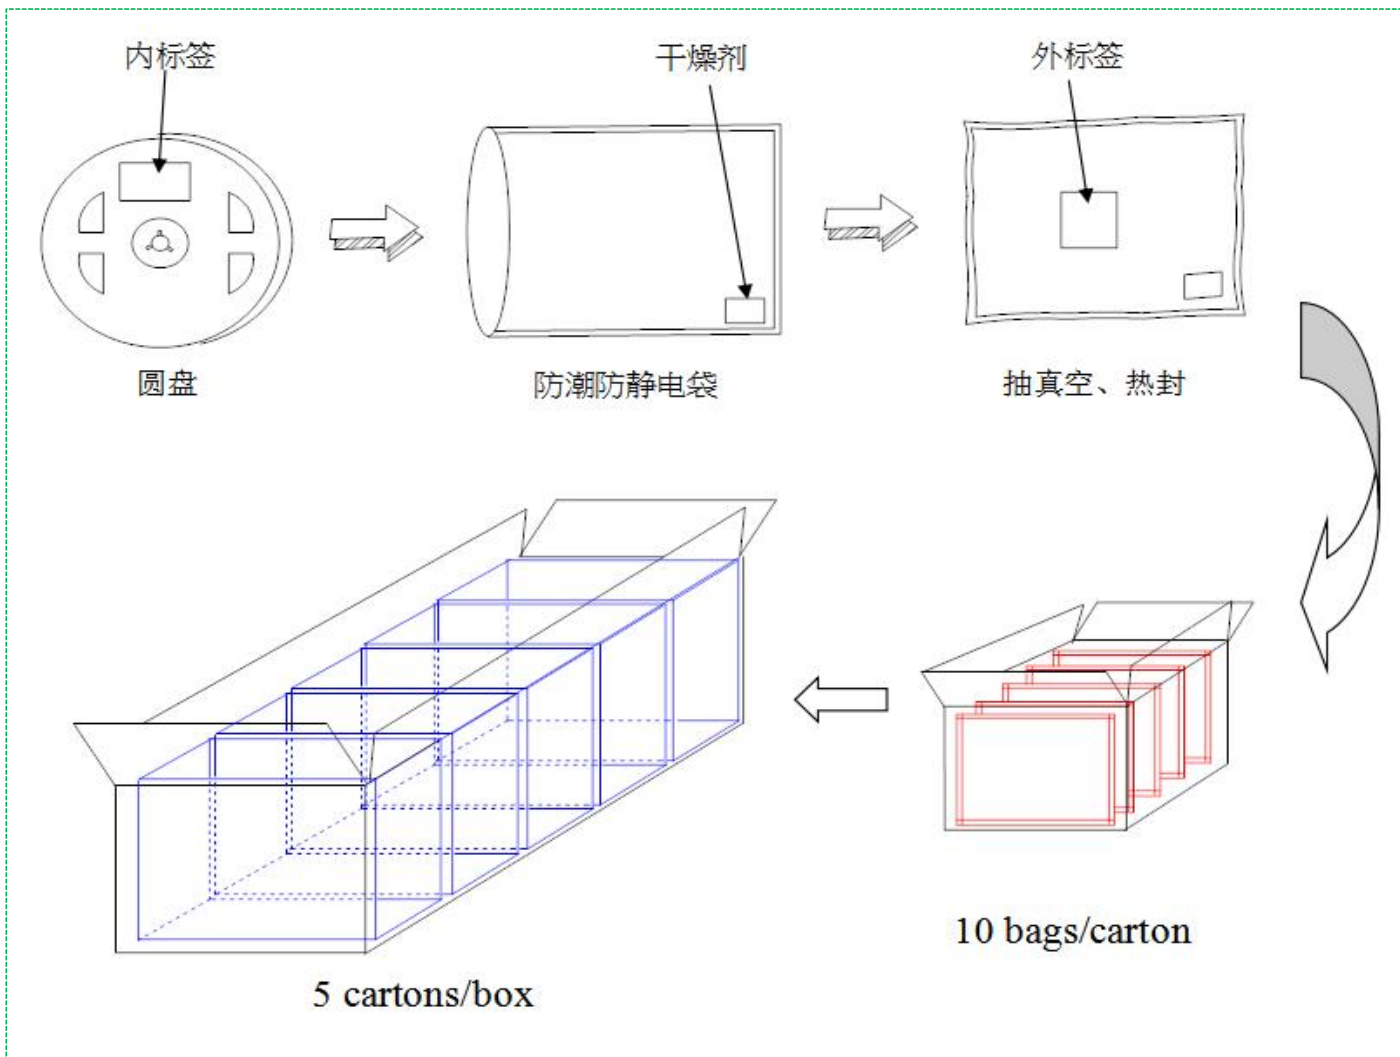 内标签
干燥剂
外标签
圆盘
防潮防静电袋
抽真空、热封
10 bags/carton
5 cartons/box